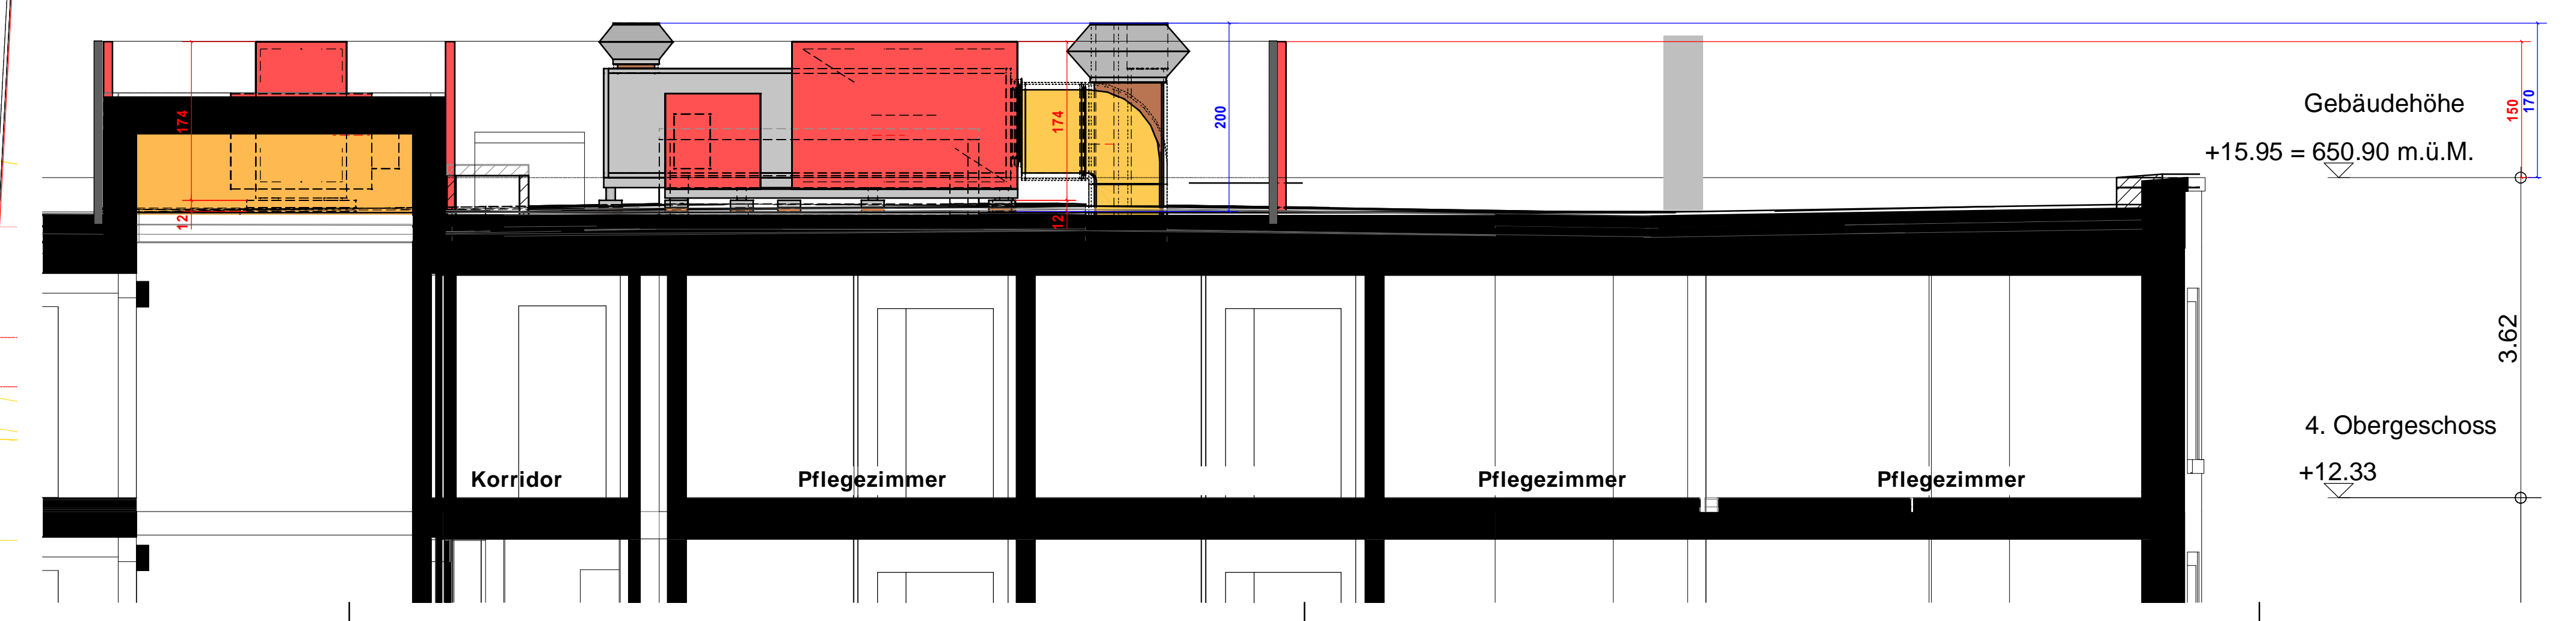 174
12
174
12
200
150
170
Gebäudehöhe
+15.95 = 650.90 m.ü.M.
3.62
4. Obergeschoss
+12.33
Korridor
Pflegezimmer
Pflegezimmer
Pflegezimmer